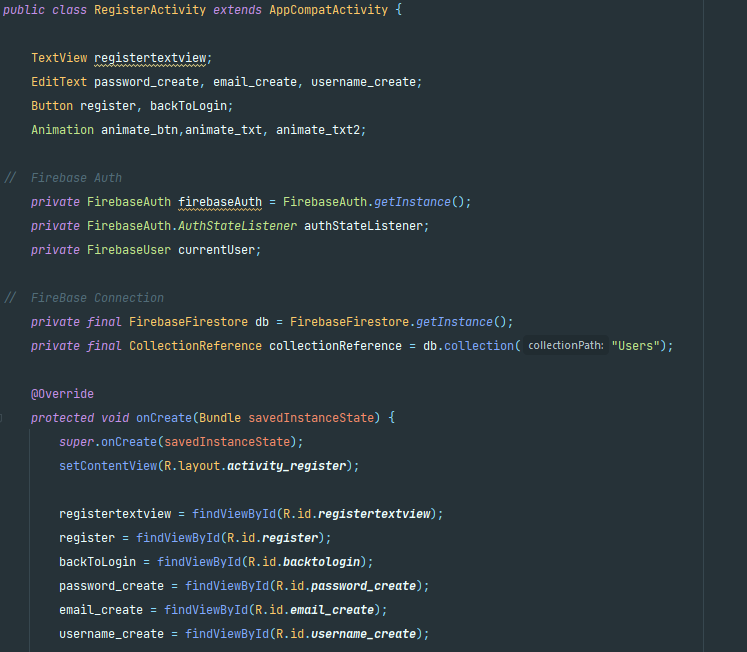 public class RegisterActivity extends AppCompatActivity {
TextView registertextview;
EditText password_create, email_create, username_create;
Button register, backToLogin;
Animation animate_btn,animate_txt, animate_txt2;
//  Firebase Auth
private FirebaseAuth firebaseAuth = FirebaseAuth.getInstance();
private FirebaseAuth.AuthStateListener authStateListener;
private FirebaseUser currentUser;
//  FireBase Connection
private final FirebaseFirestore db = FirebaseFirestore.getInstance();
private final CollectionReference collectionReference = db.collection( collectionPath: "Users");
@Override
protected void onCreate(Bundle savedInstanceState) {
super.onCreate(savedInstanceState);
setContentView(R.layout.activity_register);
registertextview = findViewById(R.id.registertextview);
register = findViewById(R.id.register);
backToLogin = findViewById(R.id.backtologin);
password_create = findViewById(R.id.password_create);
email_create = findViewById(R.id.email_create);
username_create = findViewById(R.id.username_create);